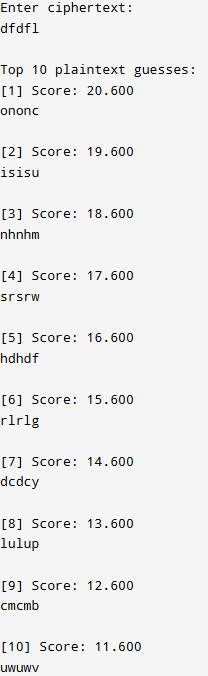 Enter ciphertext:
dfdfl
Top 10 plaintext guesses:
[1] Score: 20.600
ononc
[2] Score: 19.600
isisu
[3] Score: 18.600
nhnhm
[4] Score: 17.600
srsrw
[5] Score: 16.600
hdhdf
[6] Score: 15.600
rlrlg
[7] Score: 14.600
dcdcy
[8] Score: 13.600
lulup
[9] Score: 12.600
cmcmb
[10] Score: 11.600
uwuwv